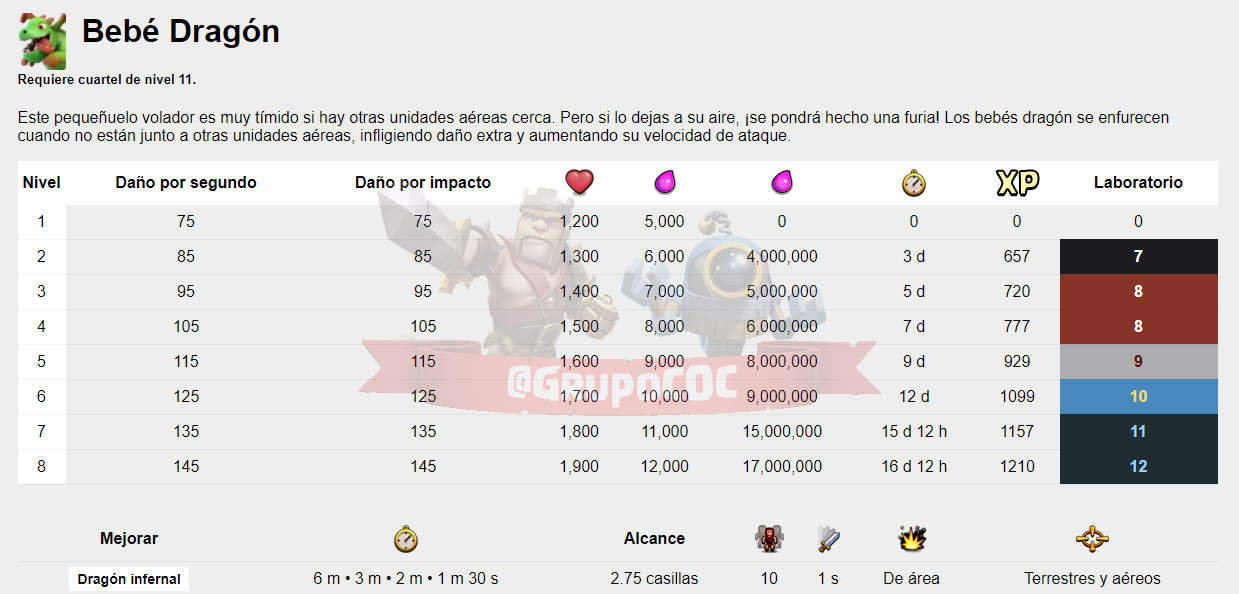 Bebé Dragón
Requiere cuartel de nivel 11.
Este pequeñuelo volador es muy tímido si hay otras unidades aéreas cerca. Pero si lo dejas a su aire, ¡se pondrá hecho una furia! Los bebés dragón se enfurecen
cuando no están junto a otras unidades aéreas, infligiendo daño extra y aumentando su velocidad de ataque.
Nivel Daño por segundo Daño por impacto XP Laboratorio
1 75 75 1,200 5,000 0 0 0 0
2 85 85 1,300 6,000 4,000,000 3 d 657 7
3 95 95 1,400 7,000 5,000,000 5 d 720 8
4 105 105 1,500 8,000 6,000,000 7 d 777 8
5 115 115 1,600 9,000 8,000,000 9 d 929 9
@GrupoCOC
6 125 125 1,700 10,000 9,000,000 12 d 1099 10
7 135 135 1,800 11,000 15,000,000 15 d 12 h 1157 11
8 145 145 1,900 12,000 17,000,000 16 d 12 h 1210 12
Mejorar Alcance
Dragón infernal 6 m • 3 m • 2 m • 1 m 30 s 2.75 casillas 10 1 s De área Terrestres y aéreos